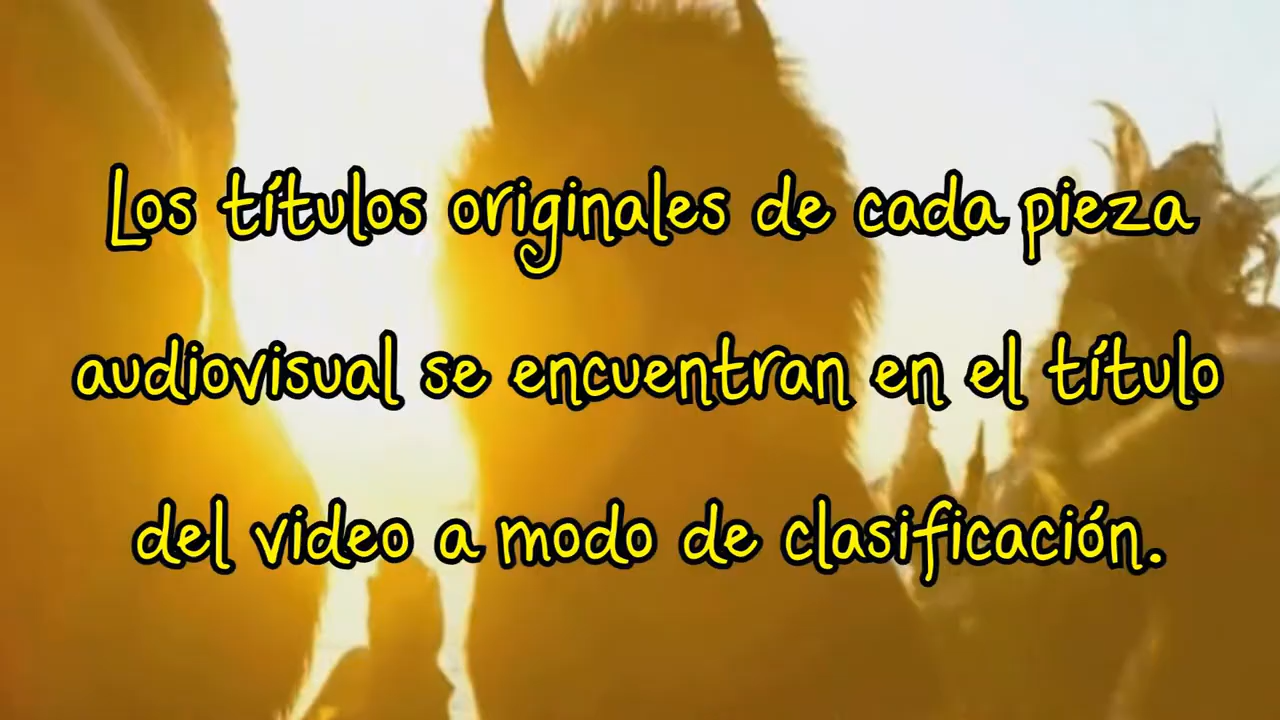 Los títulos originales de cada pieza
audiovisual se encuentran en el título
del video a modo de clasificación.